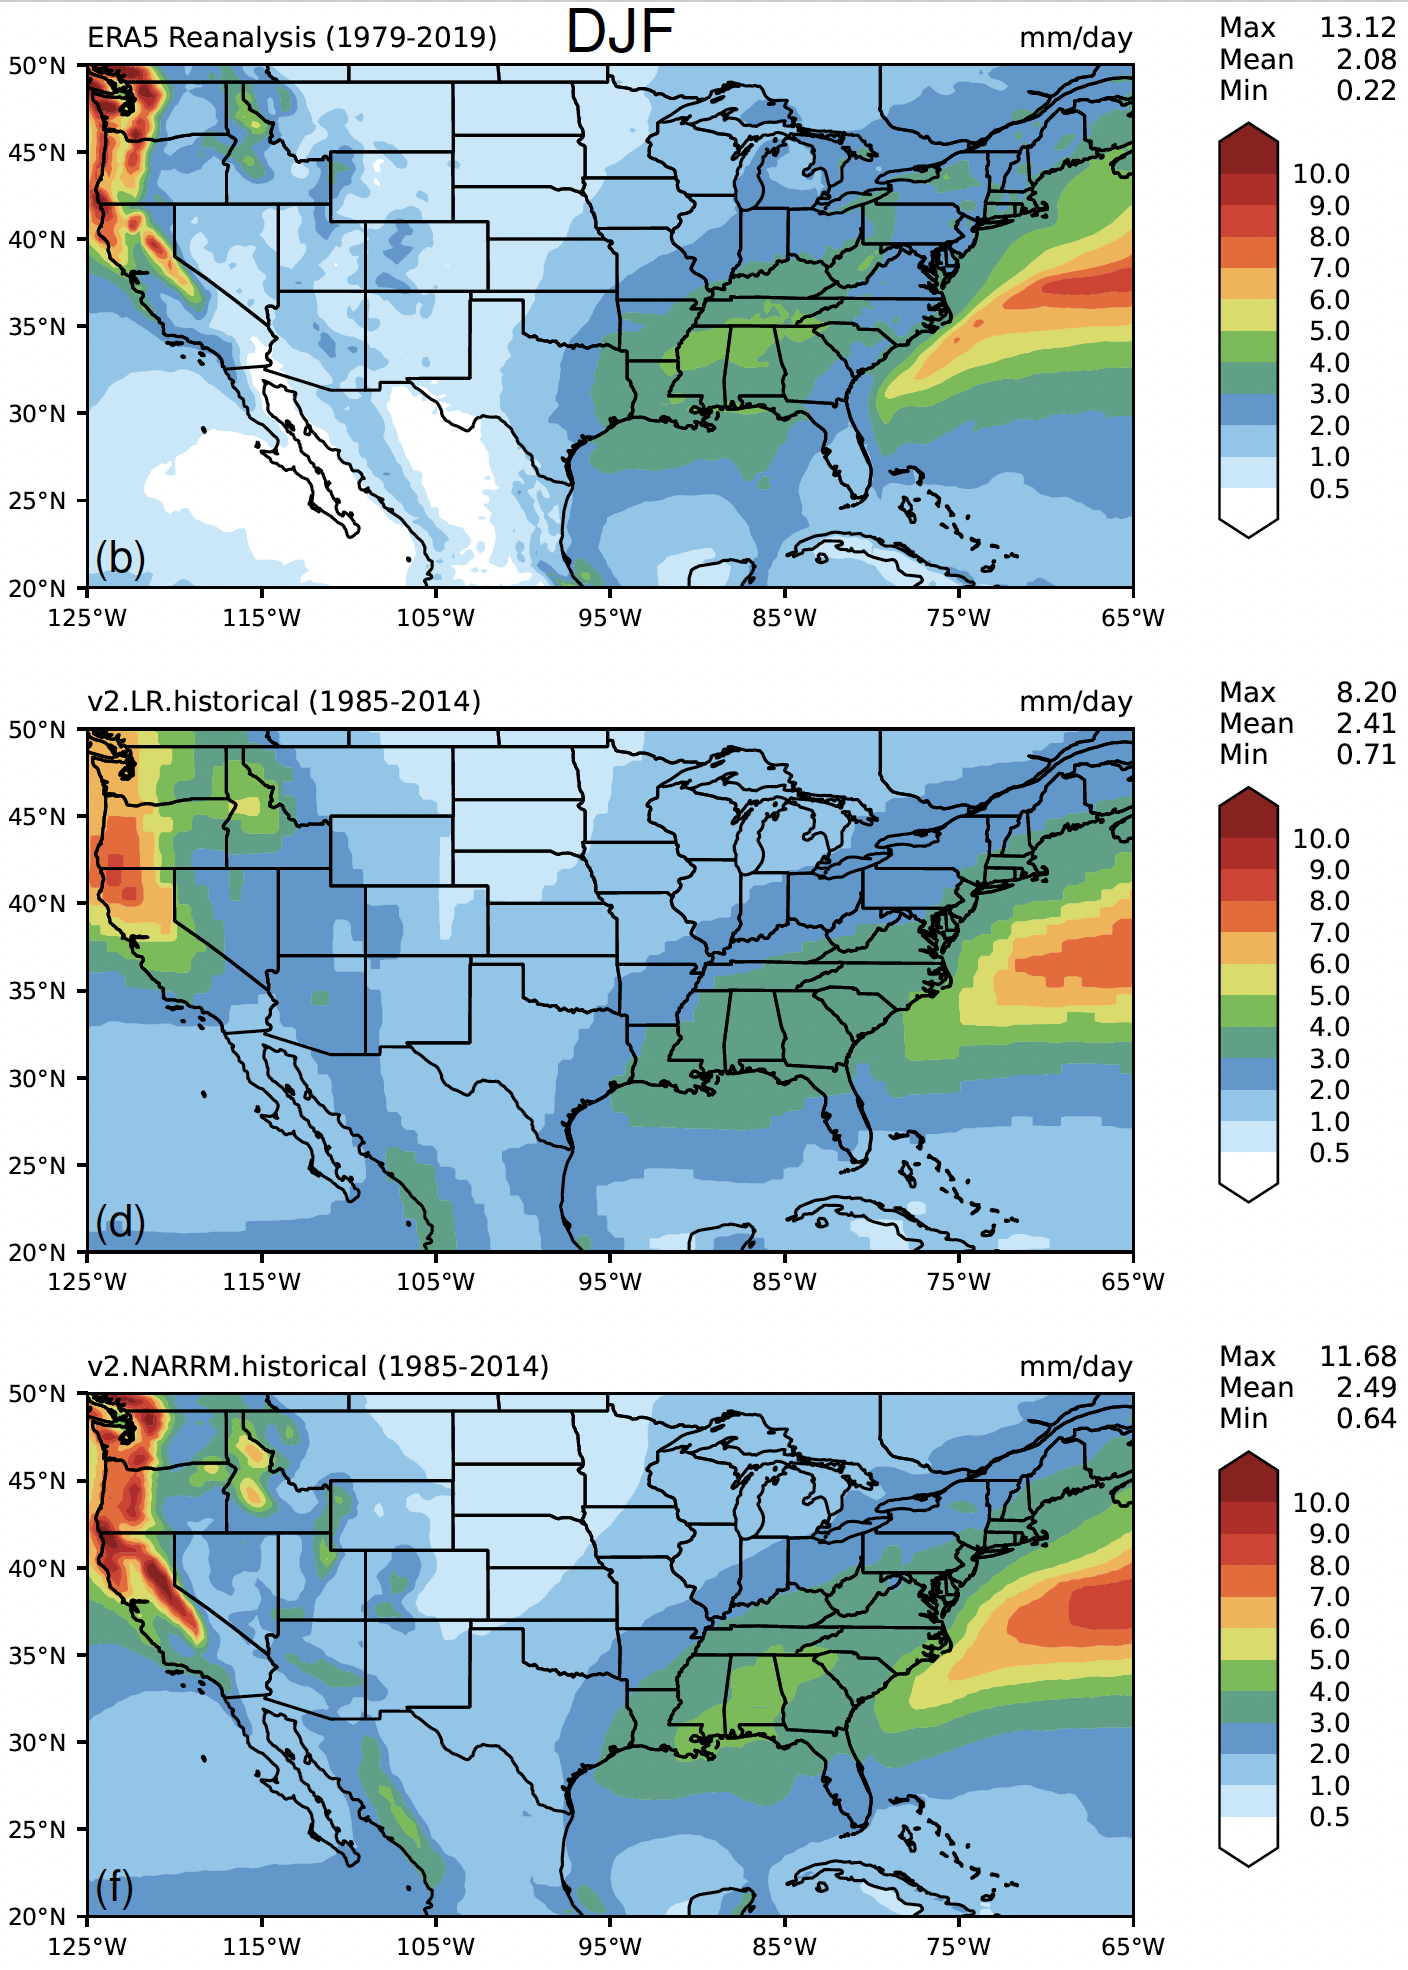 DJF
ERA5 Reanalysis (1979-2019) mm/day
Max 13.12
Mean 2.08
Min 0.22
50°N
45°N
40°N
35°N
30°N
25°N
20°N
(b)
125°W 115°W 105°W 95°W 85°W 75°W 65°W
10.0
9.0
8.0
7.0
6.0
5.0
4.0
3.0
2.0
1.0
0.5
v2.LR.historical (1985-2014) mm/day
Max 8.20
Mean 2.41
Min 0.71
50°N
45°N
40°N
35°N
30°N
25°N
20°N
(d)
125°W 115°W 105°W 95°W 85°W 75°W 65°W
10.0
9.0
8.0
7.0
6.0
5.0
4.0
3.0
2.0
1.0
0.5
v2.NARRM.historical (1985-2014) mm/day
Max 11.68
Mean 2.49
Min 0.64
50°N
45°N
40°N
35°N
30°N
25°N
20°N
(f)
125°W 115°W 105°W 95°W 85°W 75°W 65°W
10.0
9.0
8.0
7.0
6.0
5.0
4.0
3.0
2.0
1.0
0.5